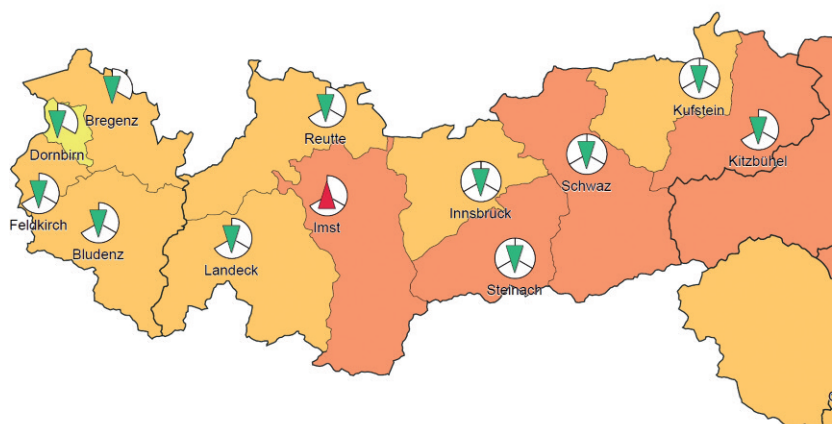 Kufstein
Bregenz
Reutte
Dornbirn
Kitzbühel
Schwaz
Innsbruck
Feldkirch
Imst
Bludenz
Landeck
Steinach